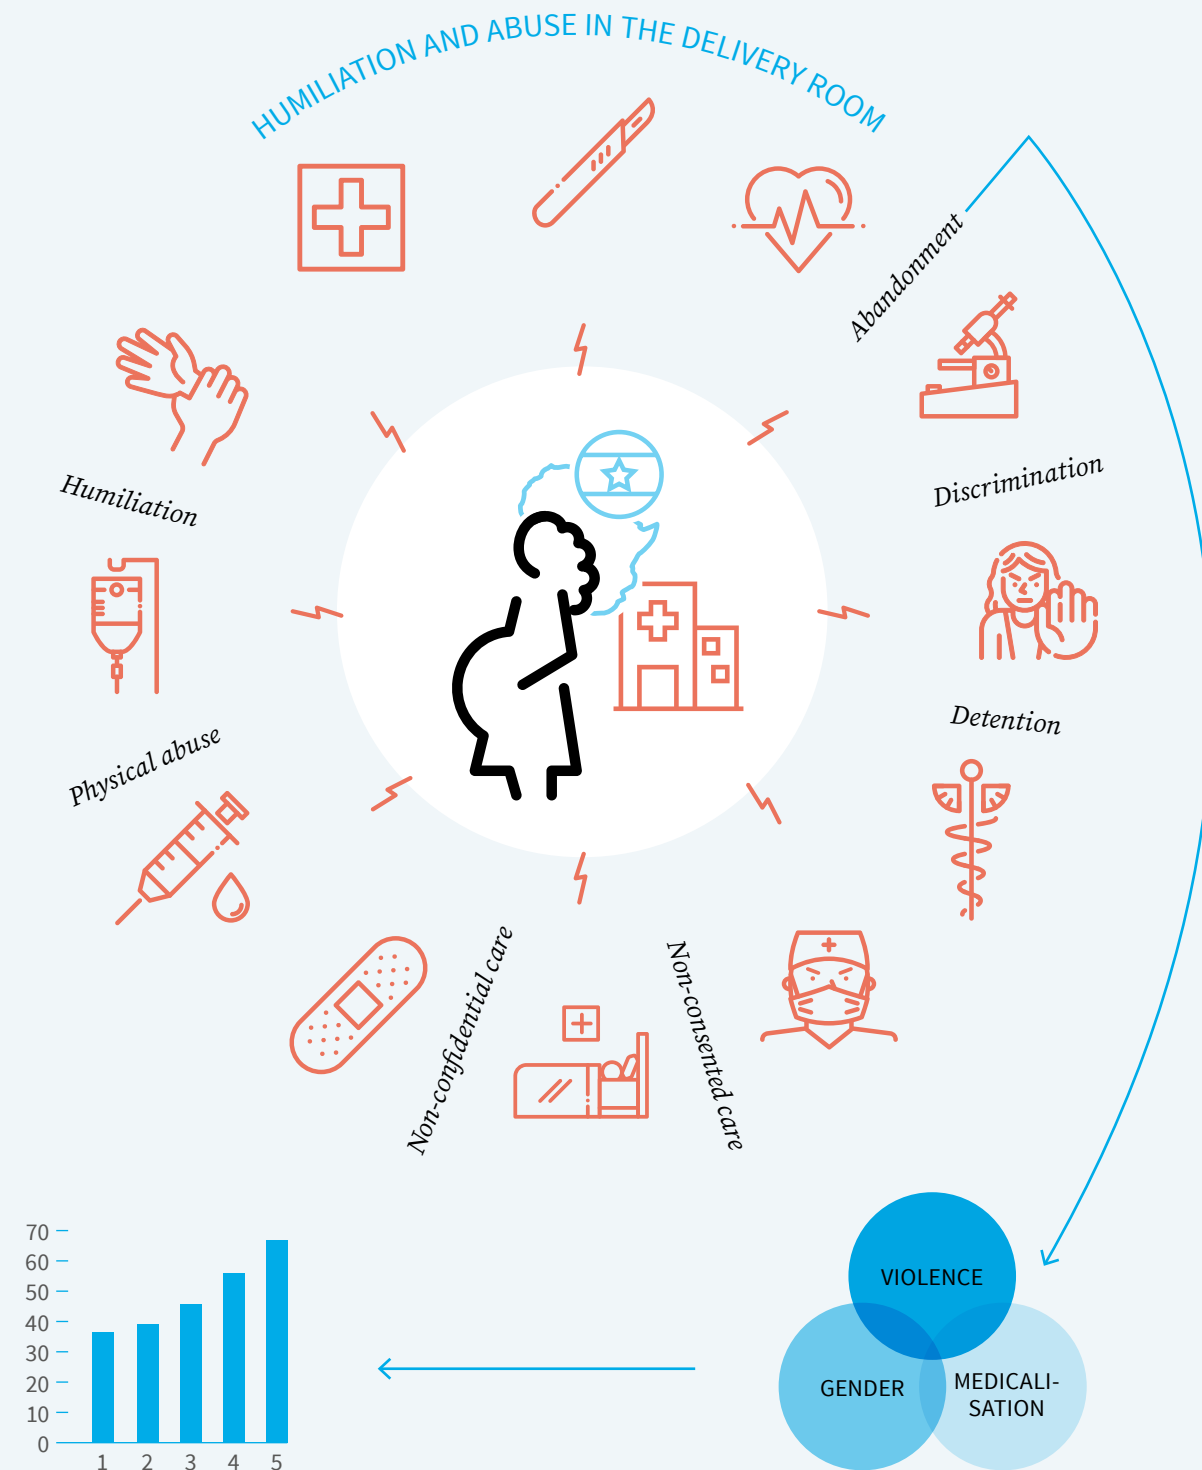 HUMILIATION AND ABUSE IN THE DELIVERY ROOM
Abandonment
Discrimination
Humiliation
Detention
Physical abuse
Non-confidential care
Non-consented care
70
60
50
40
30
20
10
0
1 2 3 4 5
VIOLENCE
GENDER
MEDICALI-
SATION